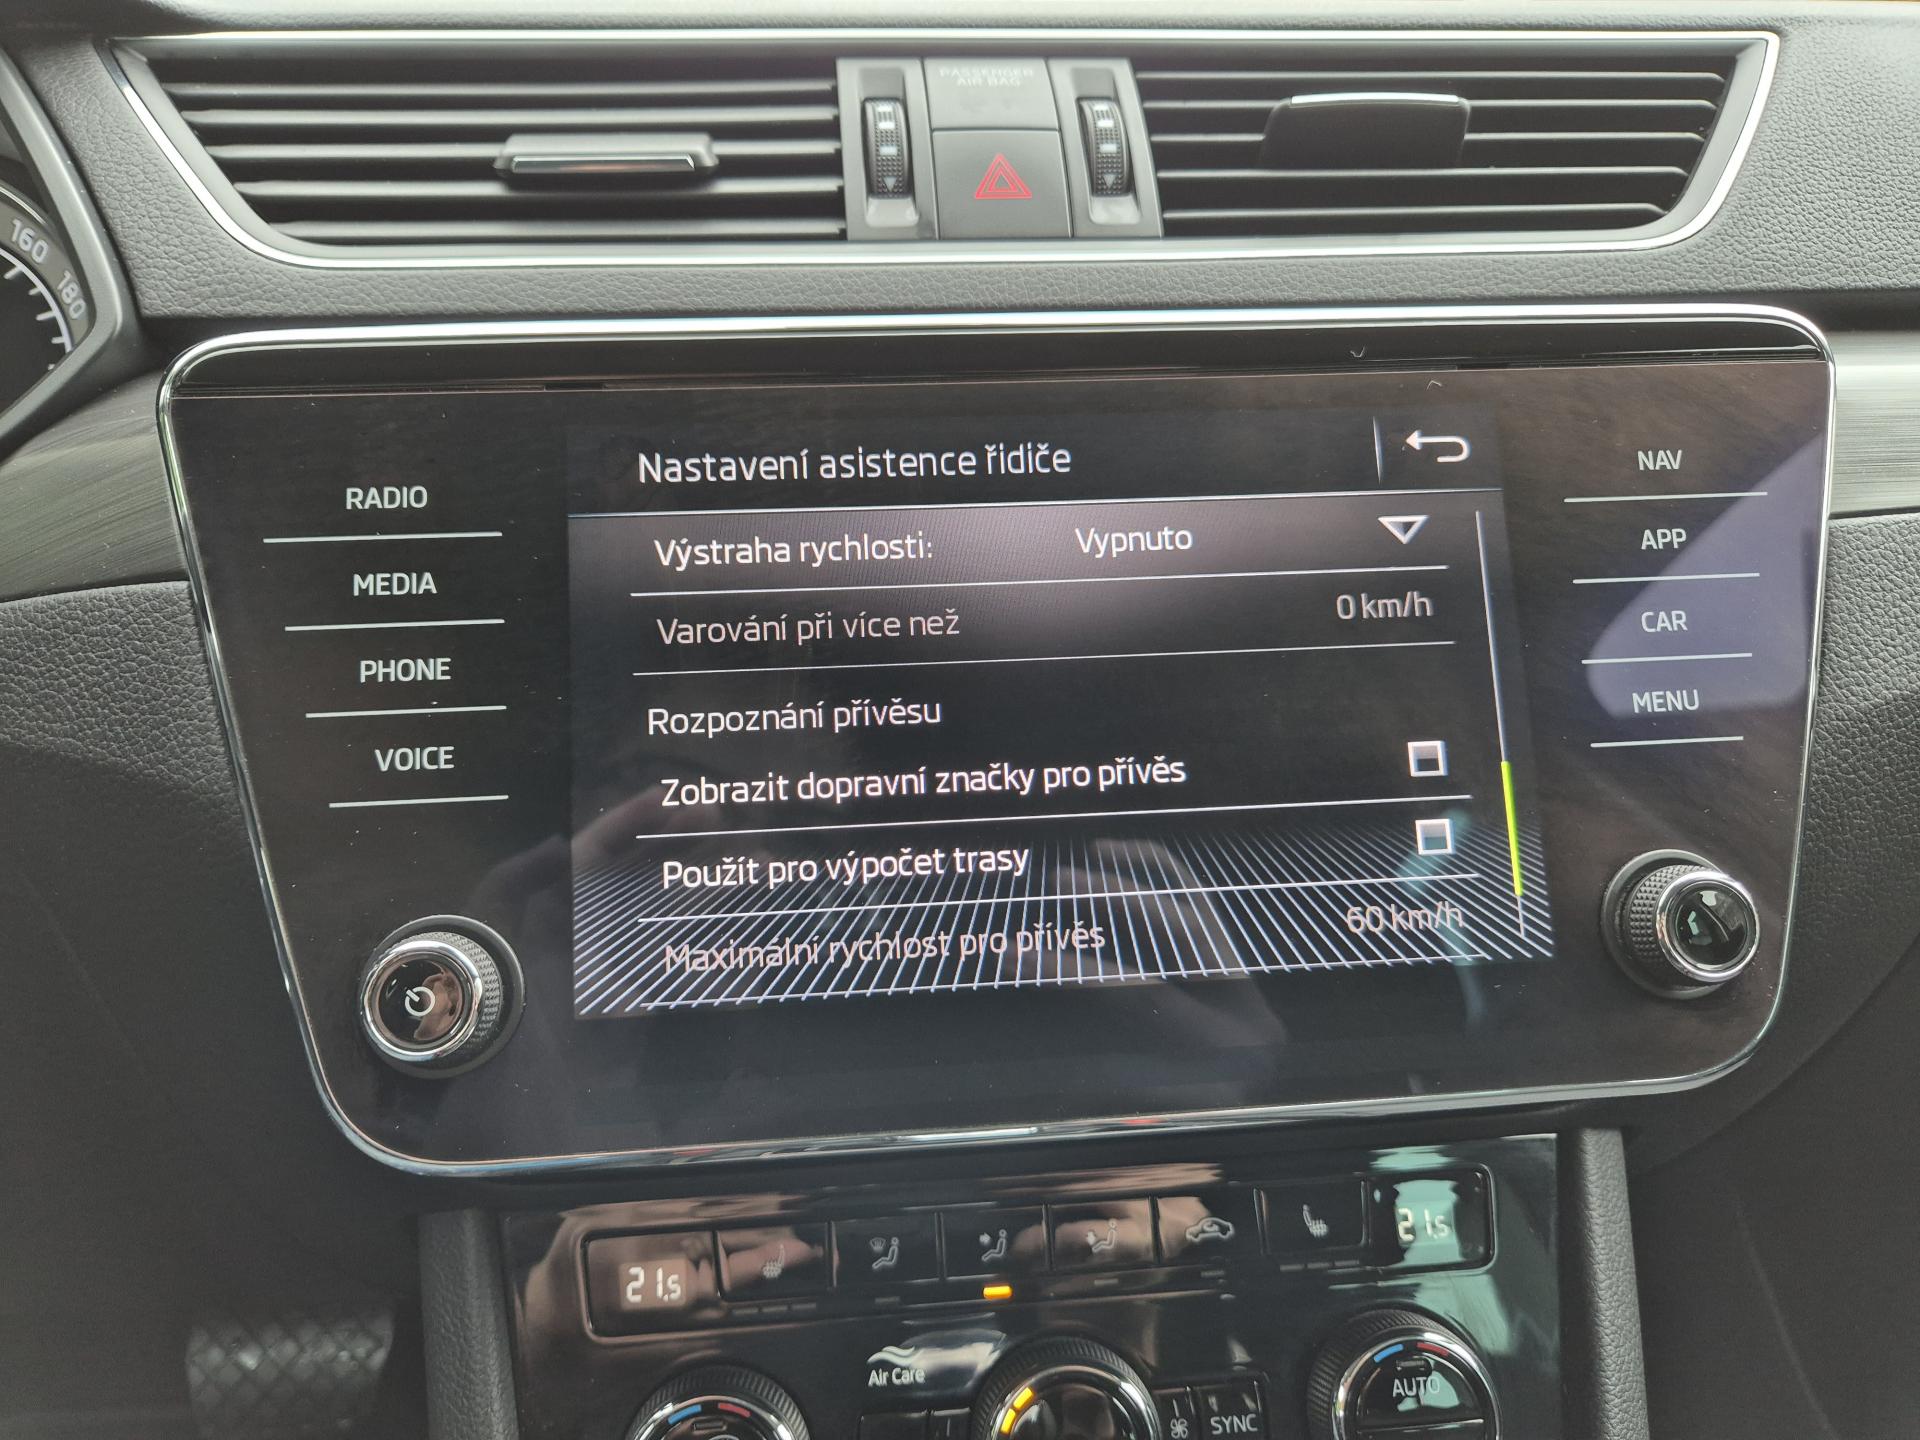 PASSENGER
AIR BAG
160
180
RADIO
MEDIA
PHONE
VOICE
Nastavení asistence řidiče
Výstraha rychlosti: Vypnuto
Varování při více než 0 km/h
Rozpoznání přívěsu
Zobrazit dopravní značky pro přívěs
Použít pro výpočet trasy
Maximální rychlost pro přívěs 60 km/h
NAV
APP
CAR
MENU
21,5
21,5
Air Care
SYNC
AUTO